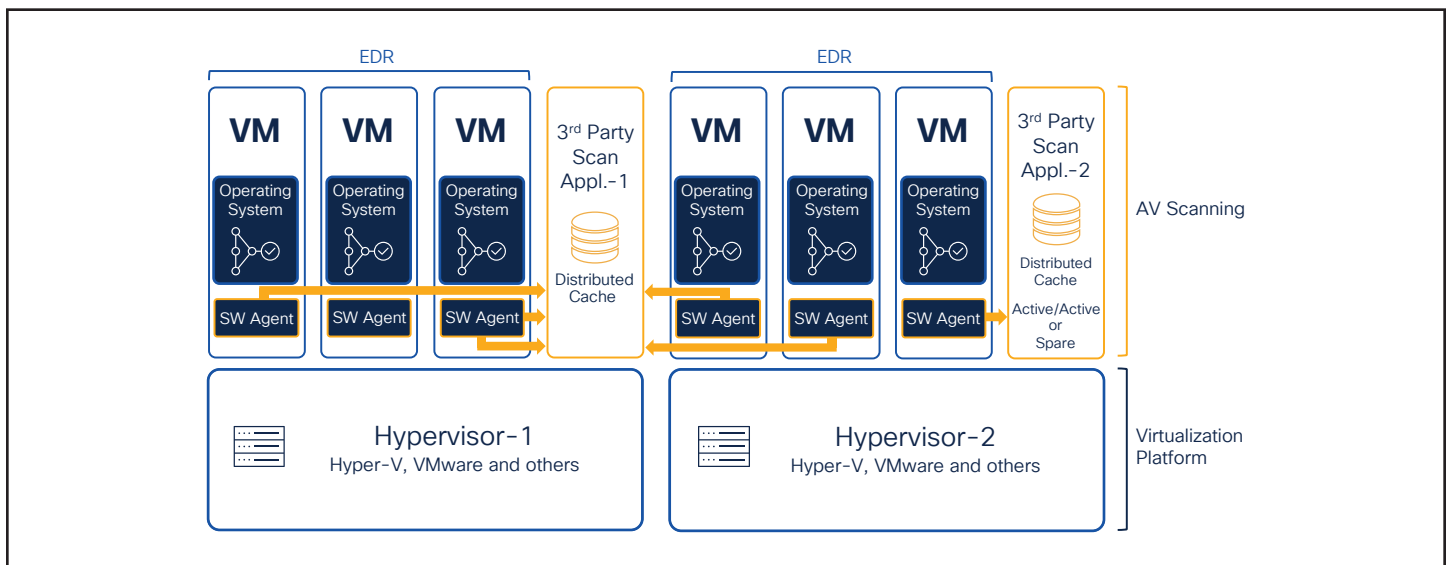 EDR
EDR
VM
VM
VM
3rd Party
Scan
Appl.-1
VM
VM
VM
3rd Party
Scan
Appl.-2
Operating
System
Operating
System
Operating
System
Operating
System
Operating
System
Operating
System
AV Scanning
Distributed
Cache
Distributed
Cache
SW Agent
SW Agent
SW Agent
SW Agent
SW Agent
SW Agent
Active/Active
or
Spare
Hypervisor-1
Hyper-V, VMware and others
Hypervisor-2
Hyper-V, VMware and others
Virtualization
Platform